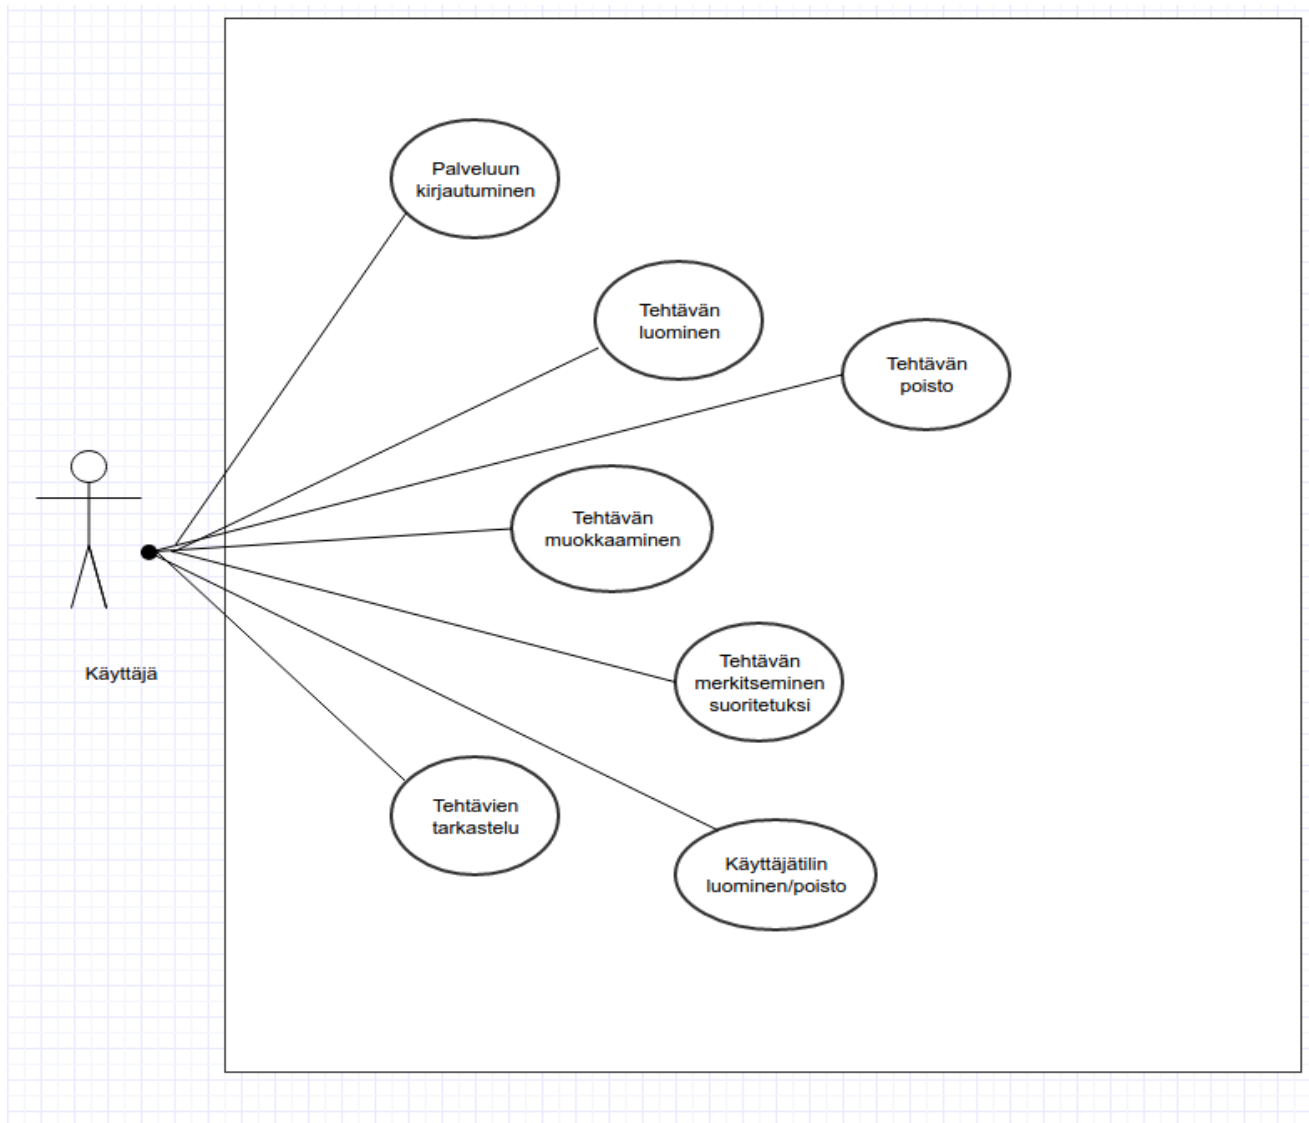 Palveluun
kirjautuminen
Tehtävän
luominen
Tehtävän
poisto
Tehtävän
muokkaaminen
Käyttäjä
Tehtävän
merkitseminen
suoritetuksi
Tehtävien
tarkastelu
Käyttäjätilin
luominen/poisto